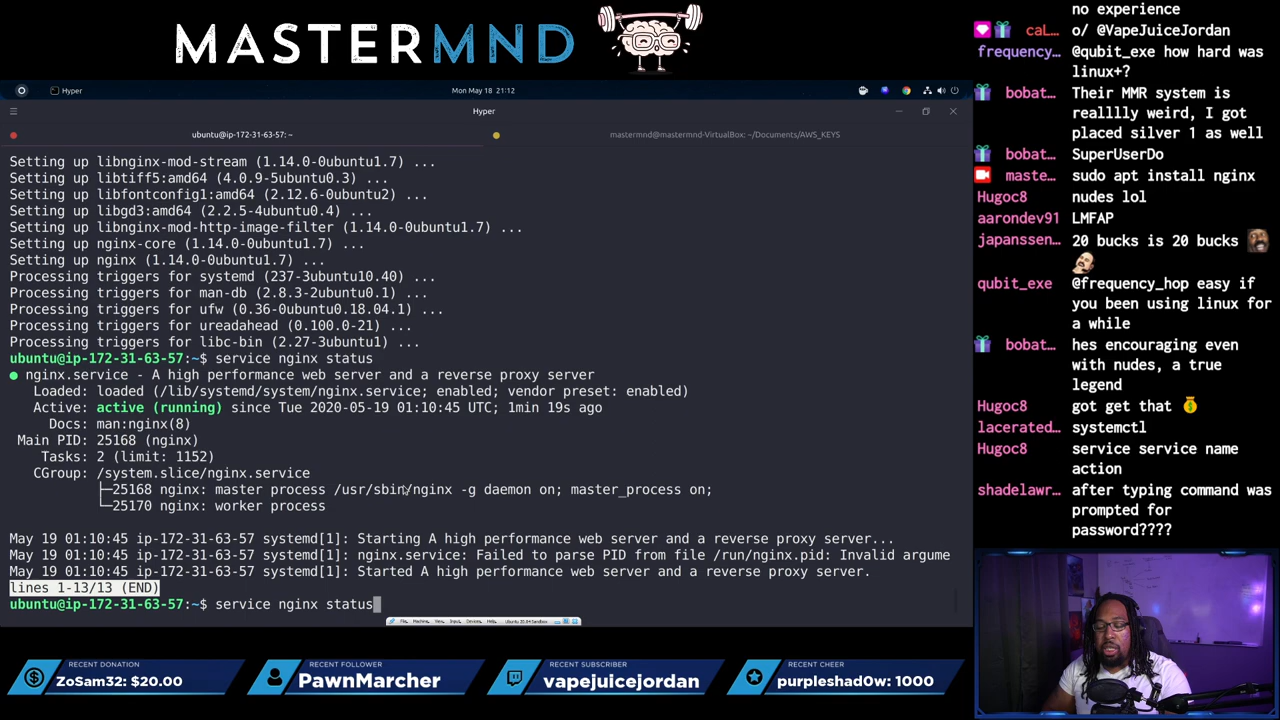 MASTERMND
Hyper
Mon May 18 21:12
Hyper
ubuntu@ip-172-31-63-57: ~
mastermnd@mastermnd-VirtualBox: ~/Documents/AWS_KEYS
Setting up libnginx-mod-stream (1.14.0-0ubuntu1.7) ...
Setting up libtiff5:amd64 (4.0.9-5ubuntu0.3) ...
Setting up libfontconfig1:amd64 (2.12.6-0ubuntu2) ...
Setting up libgd3:amd64 (2.2.5-4ubuntu0.4) ...
Setting up libnginx-mod-http-image-filter (1.14.0-0ubuntu1.7) ...
Setting up nginx-core (1.14.0-0ubuntu1.7) ...
Setting up nginx (1.14.0-0ubuntu1.7) ...
Processing triggers for systemd (237-3ubuntu10.40) ...
Processing triggers for man-db (2.8.3-2ubuntu0.1) ...
Processing triggers for ufw (0.36-0ubuntu0.18.04.1) ...
Processing triggers for ureadahead (0.100.0-21) ...
Processing triggers for libc-bin (2.27-3ubuntu1) ...
ubuntu@ip-172-31-63-57:~$ service nginx status
● nginx.service - A high performance web server and a reverse proxy server
Loaded: loaded (/lib/systemd/system/nginx.service; enabled; vendor preset: enabled)
Active: active (running) since Tue 2020-05-19 01:10:45 UTC; 1min 19s ago
Docs: man:nginx(8)
Main PID: 25168 (nginx)
Tasks: 2 (limit: 1152)
CGroup: /system.slice/nginx.service
├─25168 nginx: master process /usr/sbin/nginx -g daemon on; master_process on;
└─25170 nginx: worker process
May 19 01:10:45 ip-172-31-63-57 systemd[1]: Starting A high performance web server and a reverse proxy server...
May 19 01:10:45 ip-172-31-63-57 systemd[1]: nginx.service: Failed to parse PID from file /run/nginx.pid: Invalid argume
May 19 01:10:45 ip-172-31-63-57 systemd[1]: Started A high performance web server and a reverse proxy server.
lines 1-13/13 (END)
ubuntu@ip-172-31-63-57:~$ service nginx status
File, Machine, View, Input, Devices, Help,
no experience
caL... o/ @VapeJuiceJordan
frequency... @qubit_exe how hard was
linux+?
bobat... Their MMR system is
realllly weird, I got
placed silver 1 as well
bobat... SuperUserDo
maste... sudo apt install nginx
Hugoc8 nudes lol
aarondev91 LMFAP
japanssen... 20 bucks is 20 bucks
qubit_exe @frequency_hop easy if
you been using linux for
a while
bobat... hes encouraging even
with nudes, a true
legend
Hugoc8 got get that 💰
lacerated... systemctl
Hugoc8 service service name
action
shadelawr... after typing command was
prompted for
password????
RECENT DONATION
ZoSam32: $20.00
RECENT FOLLOWER
PawnMarcher
RECENT SUBSCRIBER
vapejuicejordan
RECENT CHEER
purpleshad0w: 1000